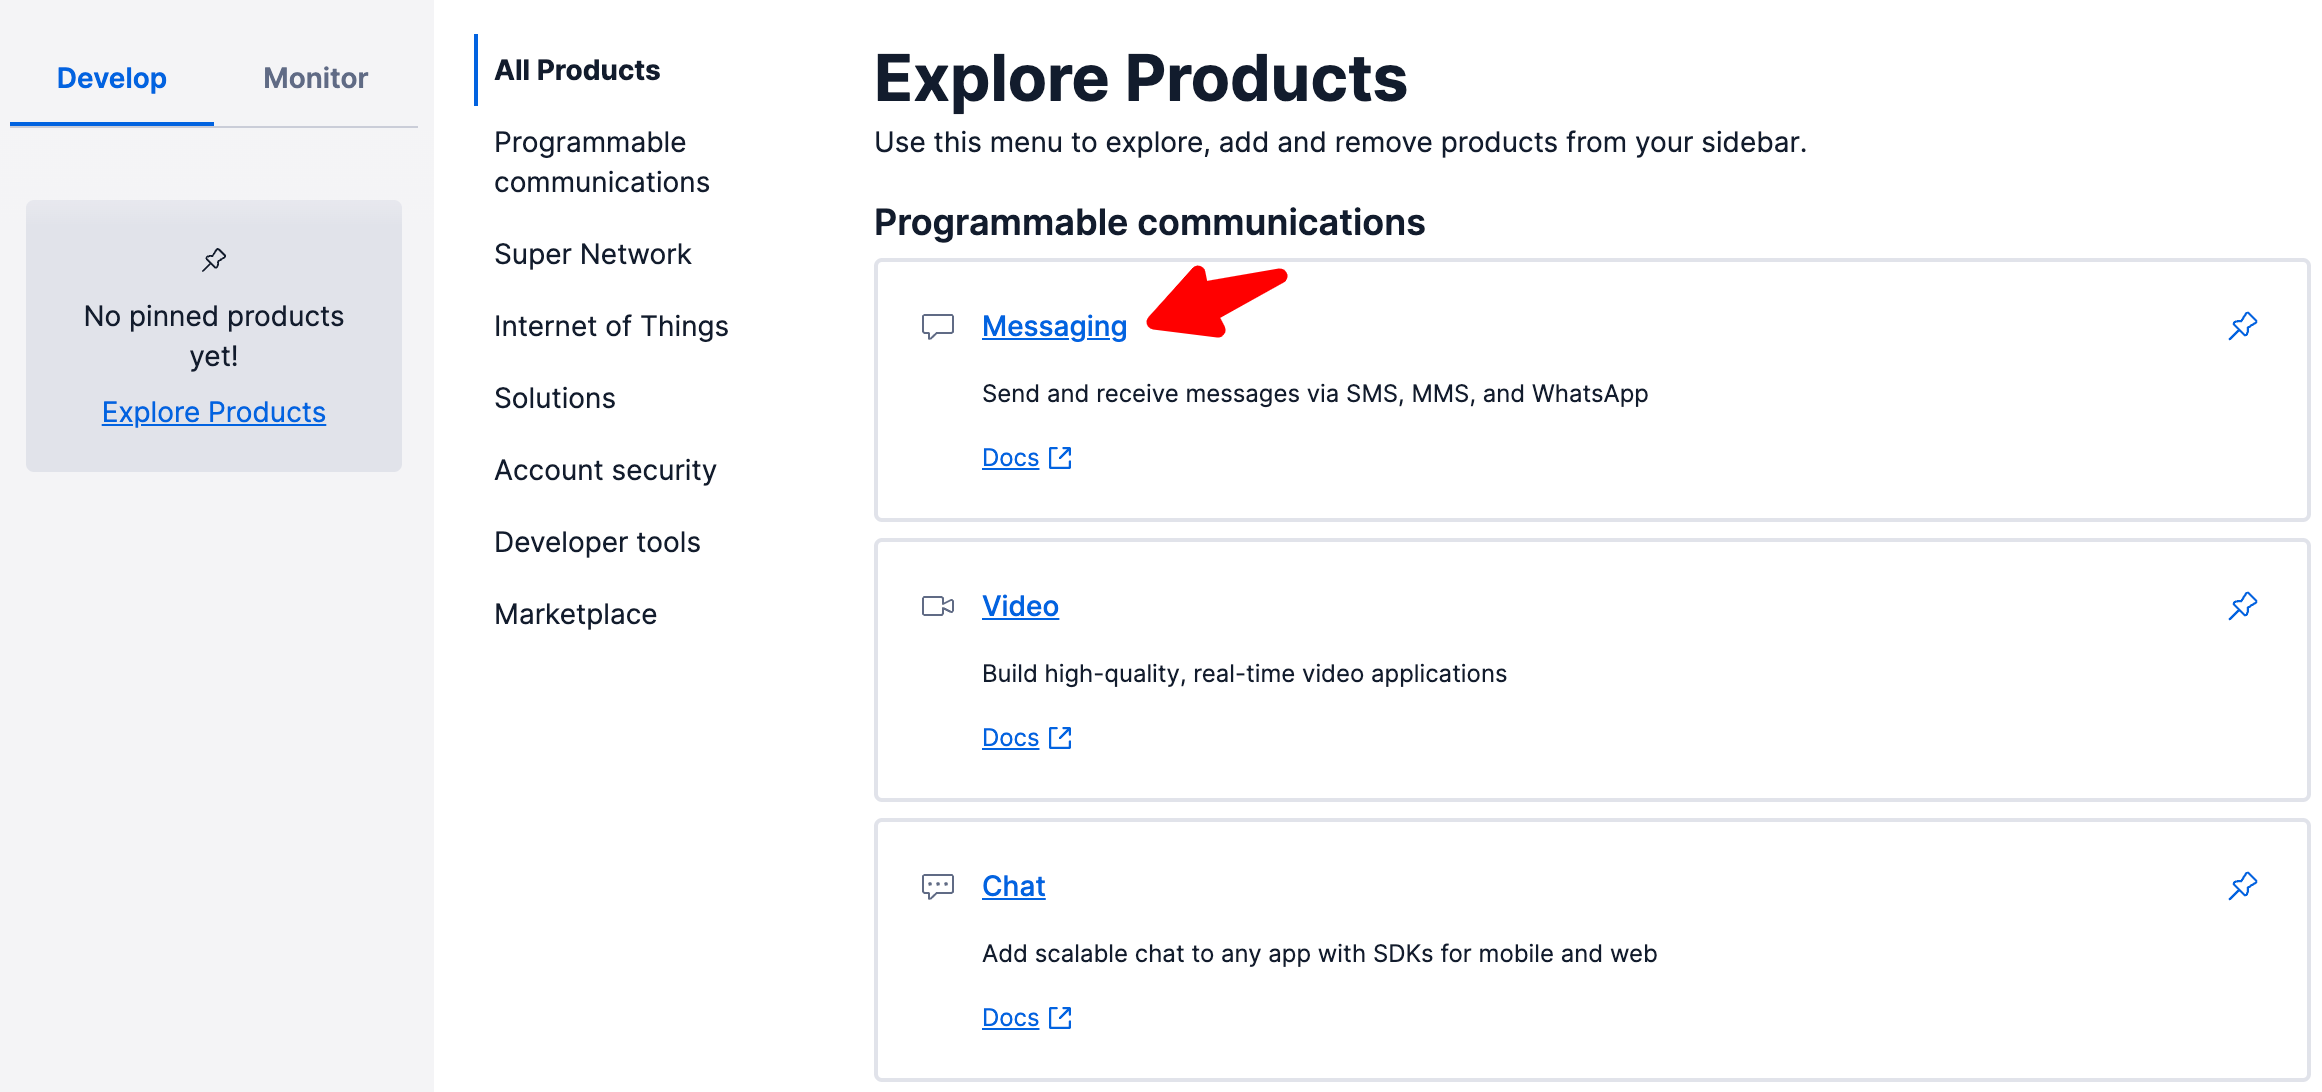 Develop
Monitor
No pinned products
yet!
Explore Products
All Products
Programmable
communications
Super Network
Internet of Things
Solutions
Account security
Developer tools
Marketplace
Explore Products
Use this menu to explore, add and remove products from your sidebar.
Programmable communications
Messaging
Send and receive messages via SMS, MMS, and WhatsApp
Docs
Video
Build high-quality, real-time video applications
Docs
Chat
Add scalable chat to any app with SDKs for mobile and web
Docs